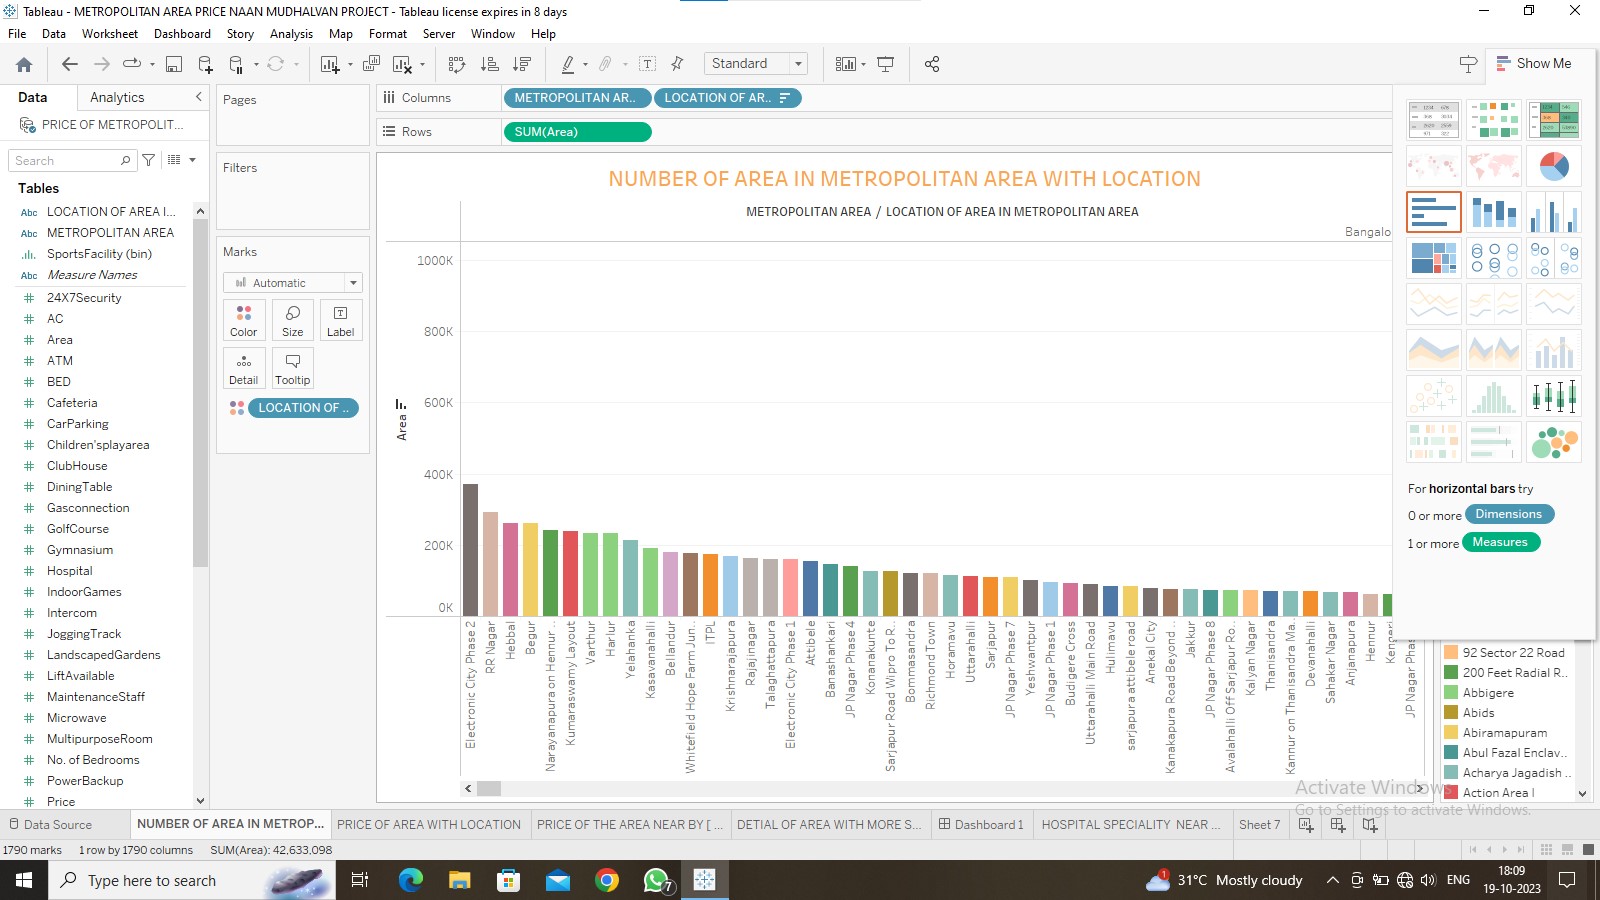 Tableau - METROPOLITAN AREA PRICE NAAN MUDHALVAN PROJECT - Tableau license expires in 8 days
File Data Worksheet Dashboard Story Analysis Map Format Server Window Help
Standard
Show Me
Data Analytics
PRICE OF METROPOLIT...
Search
Tables
Abc LOCATION OF AREA I...
Abc METROPOLITAN AREA
SportsFacility (bin)
Abc Measure Names
24X7Security
AC
Area
ATM
BED
Cafeteria
CarParking
Children'splayarea
ClubHouse
DiningTable
Gasconnection
GolfCourse
Gymnasium
Hospital
IndoorGames
Intercom
JoggingTrack
LandscapedGardens
LiftAvailable
MaintenanceStaff
Microwave
MultipurposeRoom
No. of Bedrooms
PowerBackup
Price
Pages
Filters
Marks
Automatic
Color Size Label
Detail Tooltip
LOCATION OF ..
Columns METROPOLITAN AR.. LOCATION OF AR..
Rows SUM(Area)
NUMBER OF AREA IN METROPOLITAN AREA WITH LOCATION
METROPOLITAN AREA / LOCATION OF AREA IN METROPOLITAN AREA
Bangalo
1000K
800K
600K
400K
200K
0K
Area
Electronic City Phase 2
RR Nagar
Hebbal
Begur
Narayanapura on Hennur ..
Kumaraswamy Layout
Varthur
Harlur
Yelahanka
Kasavanahalli
Bellandur
Whitefield Hope Farm Jun..
ITPL
Krishnarajapura
Rajajinagar
Talaghattapura
Electronic City Phase 1
Attibele
Banashankari
JP Nagar Phase 4
Konanakunte
Sarjapur Road Wipro To R..
Bommasandra
Richmond Town
Horamavu
Uttarahalli
Sarjapur
JP Nagar Phase 7
Yeshwantpur
JP Nagar Phase 1
Budigere Cross
Uttarahalli Main Road
Hulimavu
sarjapura attibele road
Anekal City
Kanakapura Road Beyond ..
Jakkur
JP Nagar Phase 8
Avalahalli Off Sarjapur Ro..
Kalyan Nagar
Thanisandra
Kannur on Thanisandra Ma..
Devanahalli
Sahakar Nagar
Anjanapura
Hennur
Kengeri
JP Nagar Phas
For horizontal bars try
0 or more Dimensions
1 or more Measures
92 Sector 22 Road
200 Feet Radial R..
Abbigere
Abids
Abiramapuram
Abul Fazal Enclav..
Acharya Jagadish ..
Action Area I
Activate Windows
Go to Settings to activate Windows.
Data Source NUMBER OF AREA IN METROP... PRICE OF AREA WITH LOCATION PRICE OF THE AREA NEAR BY [ ... DETIAL OF AREA WITH MORE S... Dashboard 1 HOSPITAL SPECIALITY NEAR ... Sheet 7
1790 marks 1 row by 1790 columns SUM(Area): 42,633,098
Type here to search
7
1
31°C Mostly cloudy
ENG
18:09
19-10-2023